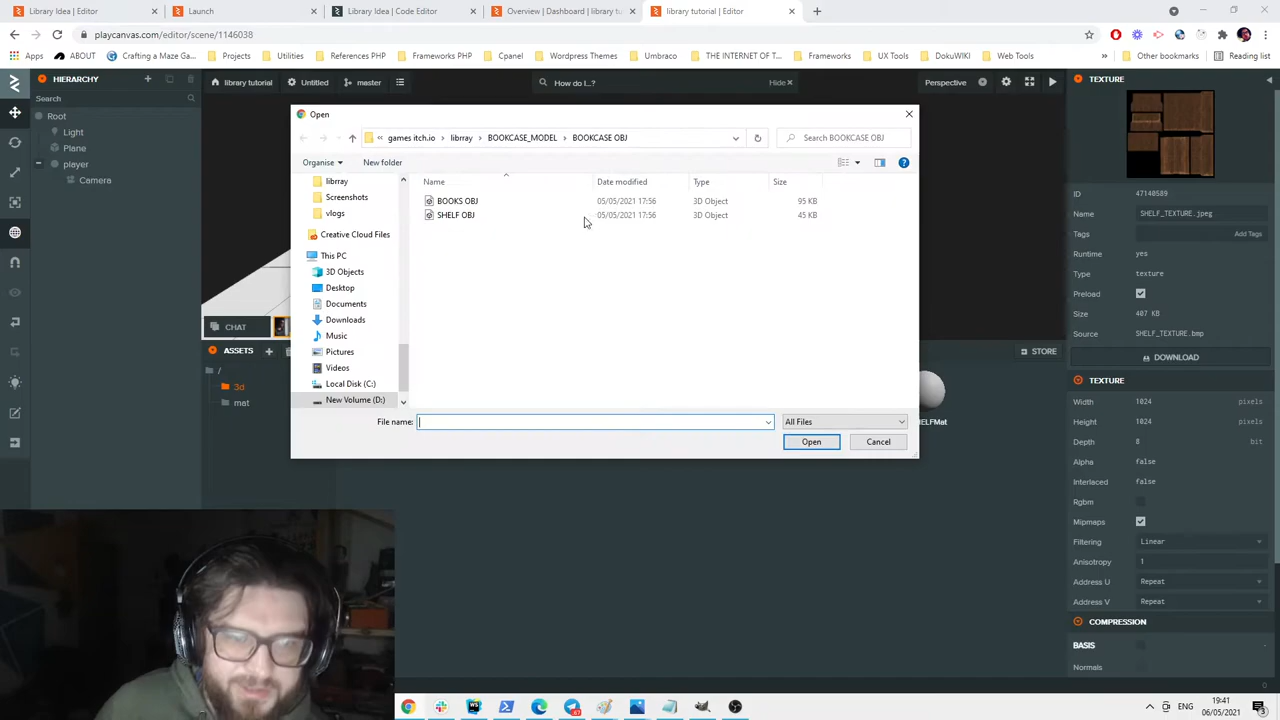 Library Idea | Editor
Launch
Library Idea | Code Editor
Overview | Dashboard | library tu
library tutorial | Editor
playcanvas.com/editor/scene/1146038
Apps
ABOUT
Crafting a Maze Ga...
Projects
Utilities
References PHP
Frameworks PHP
Cpanel
Wordpress Themes
Umbraco
THE INTERNET OF T...
DokuWIKI
Frameworks
UX Tools
Web Tools
Other bookmarks
Reading list
HIERARCHY
library tutorial
Untitled
master
How do I...?
Hide
Perspective
TEXTURE
Search
Root
Light
Plane
player
Camera
Open
games itch.io
librray
BOOKCASE_MODEL
BOOKCASE OBJ
Search BOOKCASE OBJ
Organise
New folder
Name
Date modified
Type
Size
BOOKS OBJ
05/05/2021 17:56
3D Object
95 KB
SHELF OBJ
05/05/2021 17:56
3D Object
45 KB
librray
Screenshots
vlogs
Creative Cloud Files
This PC
3D Objects
Desktop
Documents
Downloads
Music
Pictures
Videos
Local Disk (C:)
New Volume (D:)
File name:
All Files
Open
Cancel
CHAT
ASSETS
/
3d
mat
STORE
ELFMat
ID
47140589
Name
SHELF_TEXTURE.jpeg
Tags
Add Tags
Runtime
yes
Type
texture
Preload
Size
407 KB
Source
SHELF_TEXTURE.bmp
DOWNLOAD
TEXTURE
Width
1024
pixels
Height
1024
pixels
Depth
8
bit
Alpha
false
Interlaced
false
Rgbm
Mipmaps
Filtering
Linear
Anisotropy
1
Address U
Repeat
Address V
Repeat
COMPRESSION
BASIS
Normals
ENG
19:41
06/05/2021